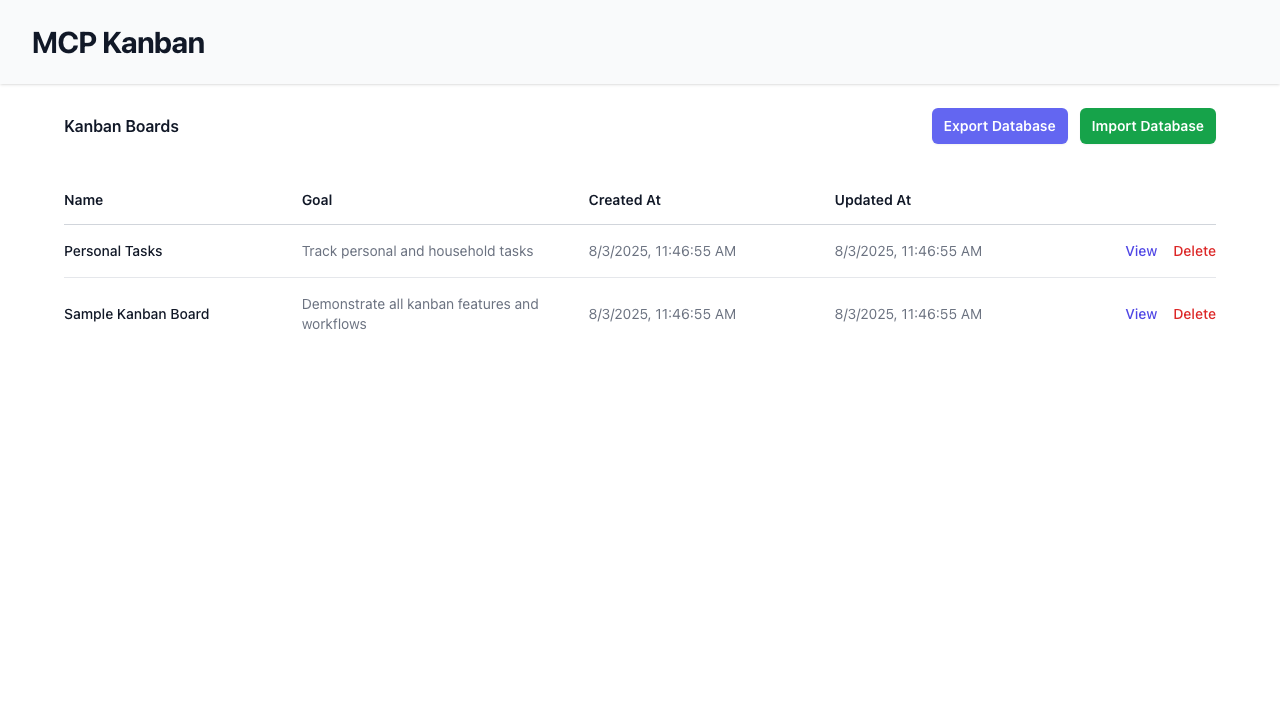 MCP Kanban
Kanban Boards
Export Database
Import Database
Name Goal Created At Updated At
Personal Tasks Track personal and household tasks 8/3/2025, 11:46:55 AM 8/3/2025, 11:46:55 AM View Delete
Sample Kanban Board Demonstrate all kanban features and
workflows 8/3/2025, 11:46:55 AM 8/3/2025, 11:46:55 AM View Delete